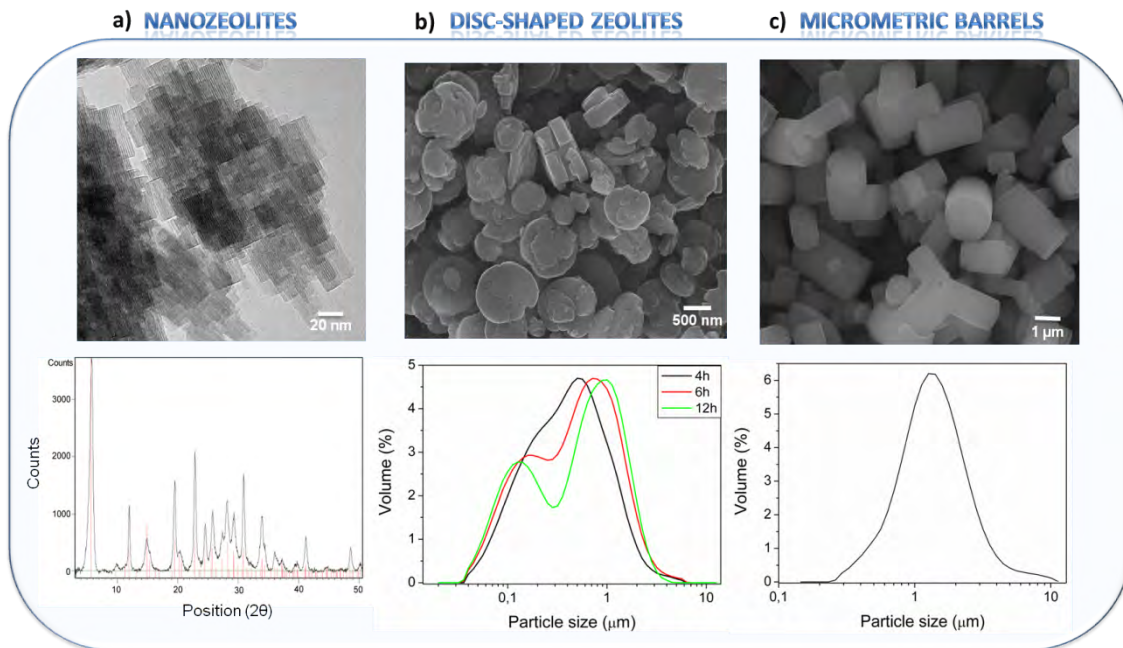 a) NANOZEOLITES
b) DISC-SHAPED ZEOLITES
c) MICROMETRIC BARRELS
20 nm
500 nm
1 µm
Counts
3000
2000
1000
0
Counts
10
20
30
40
50
Position (2θ)
5
4
3
2
1
0
Volume (%)
4h
6h
12h
0,1
1
10
Particle size (µm)
6
5
4
3
2
1
0
Volume (%)
0,1
1
10
Particle size (µm)